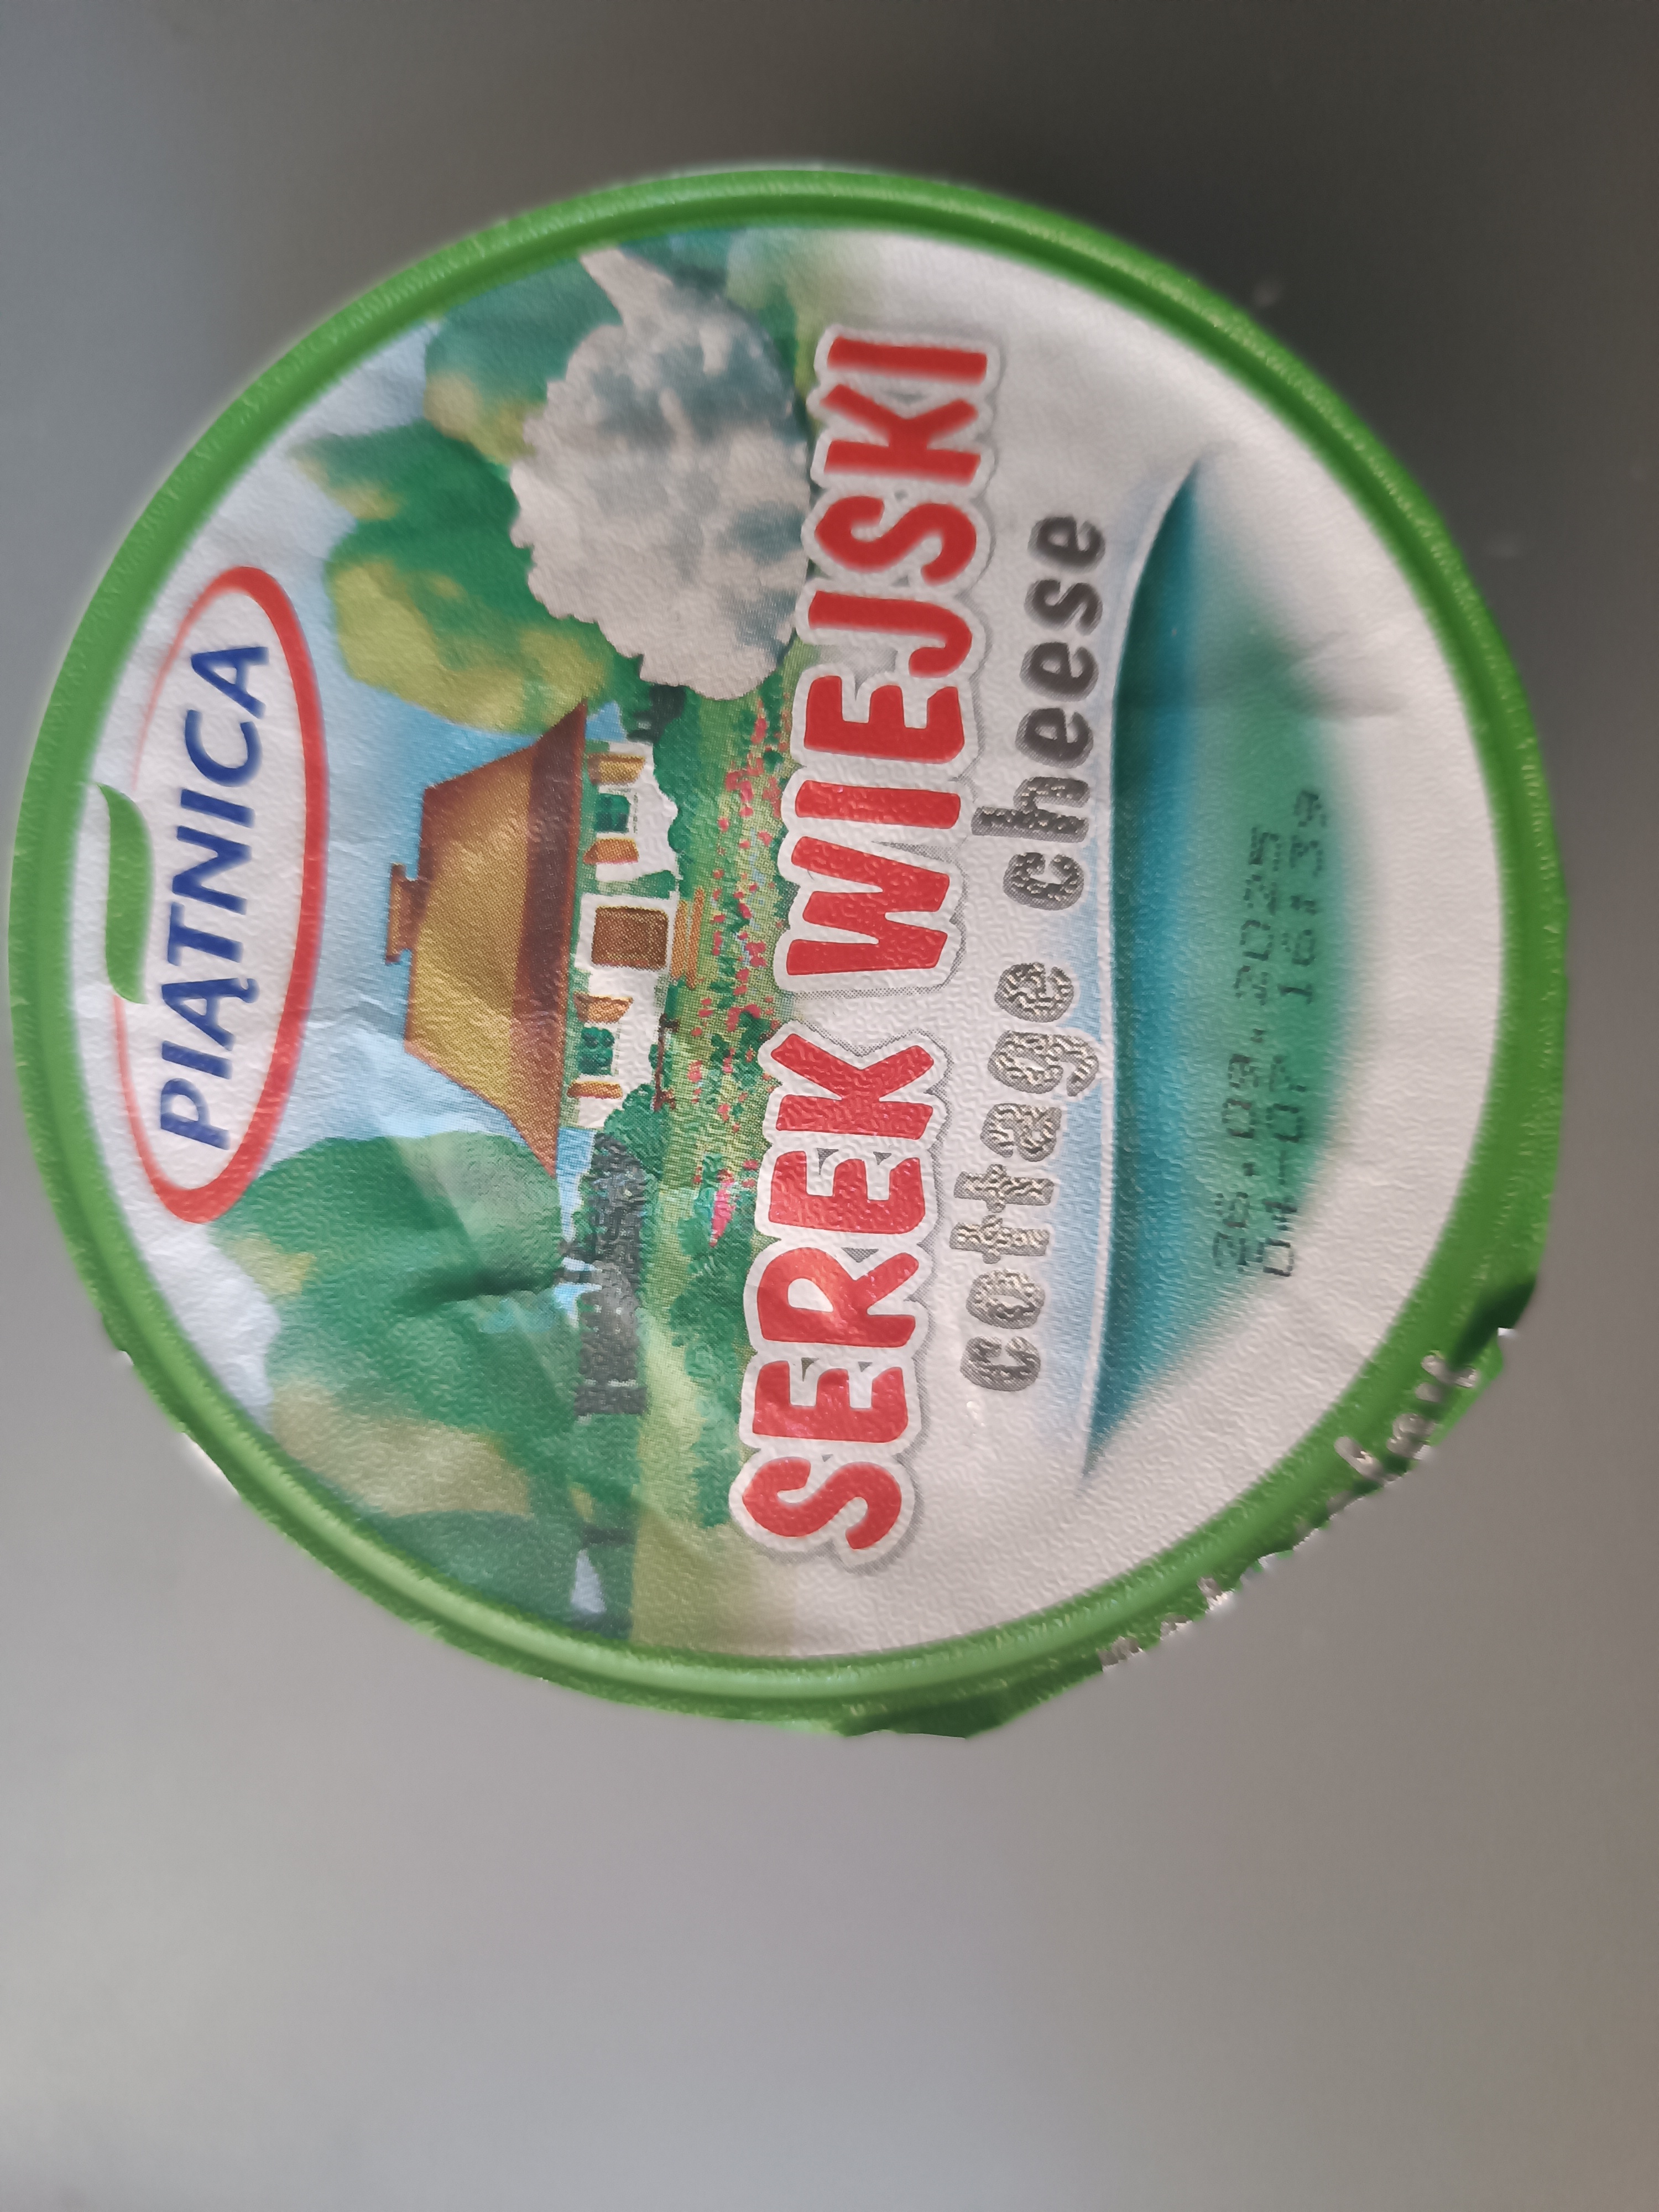 PIĄTNICA
SEREK WIEJSKI
cottage cheese
26.09.2025
04-07 16:39